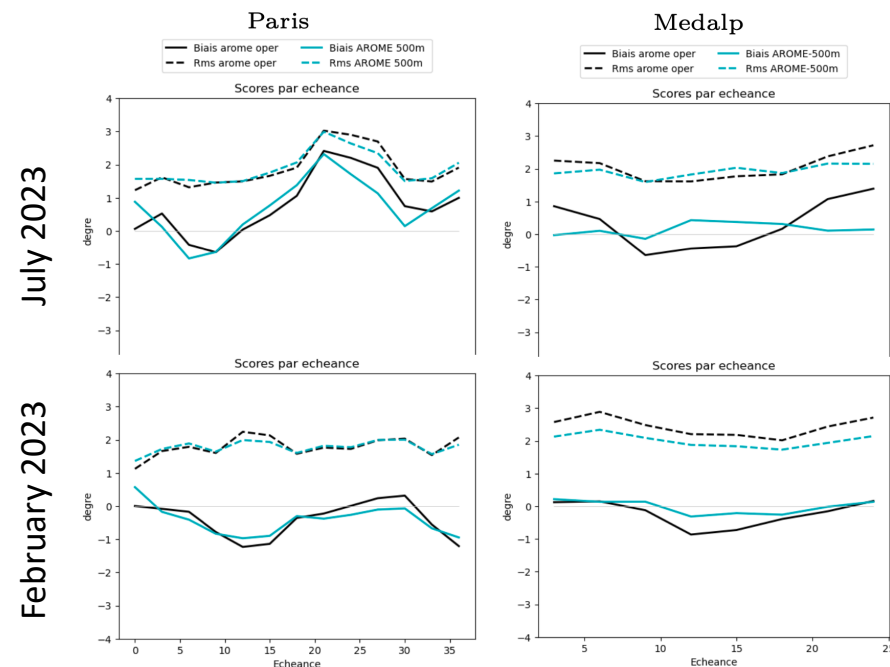 Paris
Medalp
Biais arome oper
Biais AROME 500m
Rms arome oper
Rms AROME 500m
Biais arome oper
Biais AROME-500m
Rms arome oper
Rms AROME-500m
July 2023
Scores par echeance
4
3
2
1
0
−1
−2
−3
degre
Scores par echeance
4
3
2
1
0
−1
−2
−3
degre
February 2023
Scores par echeance
4
3
2
1
0
−1
−2
−3
−4
degre
0
5
10
15
20
25
30
35
Echeance
Scores par echeance
4
3
2
1
0
−1
−2
−3
−4
degre
5
10
15
20
25
Echeance